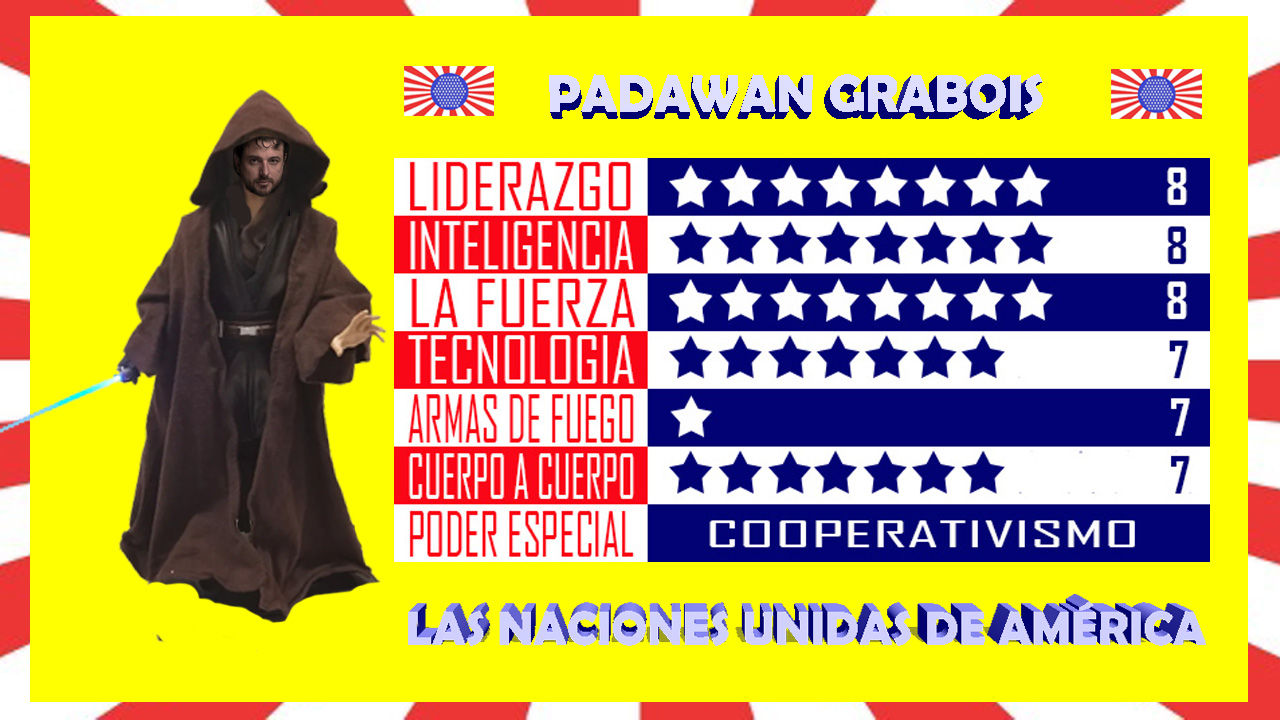 PADAWAN GRABOIS
LIDERAZGO 8
INTELIGENCIA 8
LA FUERZA 8
TECNOLOGIA 7
ARMAS DE FUEGO 7
CUERPO A CUERPO 7
PODER ESPECIAL COOPERATIVISMO
LAS NACIONES UNIDAS DE AMÉRICA